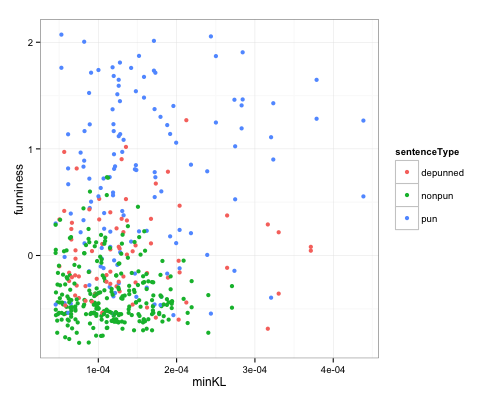 2
1
0
funniness
1e-04
2e-04
3e-04
4e-04
minKL
sentenceType
depunned
nonpun
pun